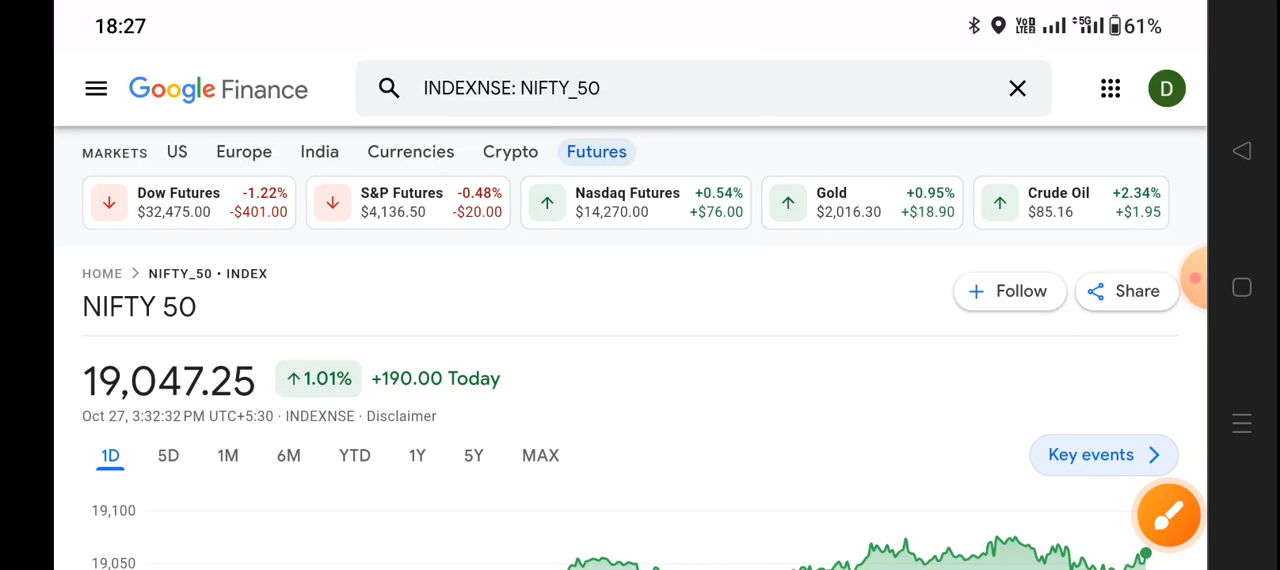 18:27 VoD LTE 5G 61%
Google Finance INDEXNSE: NIFTY_50 D
MARKETS US Europe India Currencies Crypto Futures
Dow Futures -1.22% S&P Futures -0.48% Nasdaq Futures +0.54% Gold +0.95% Crude Oil +2.34%
$32,475.00 -$401.00 $4,136.50 -$20.00 $14,270.00 +$76.00 $2,016.30 +$18.90 $85.16 +$1.95
HOME > NIFTY_50 • INDEX
NIFTY 50 + Follow Share
19,047.25 ↑1.01% +190.00 Today
Oct 27, 3:32:32 PM UTC+5:30 · INDEXNSE · Disclaimer
1D 5D 1M 6M YTD 1Y 5Y MAX Key events >
19,100
19,050